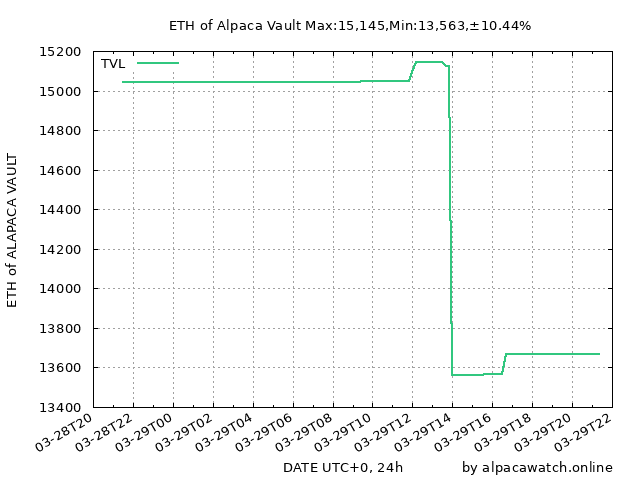 ETH of Alpaca Vault Max:15,145,Min:13,563,±10.44%
TVL
15200
15000
14800
14600
14400
14200
14000
13800
13600
13400
ETH of ALAPACA VAULT
03-28T20
03-28T22
03-29T00
03-29T02
03-29T04
03-29T06
03-29T08
03-29T10
03-29T12
03-29T14
03-29T16
03-29T18
03-29T20
03-29T22
DATE UTC+0, 24h
by alpacawatch.online